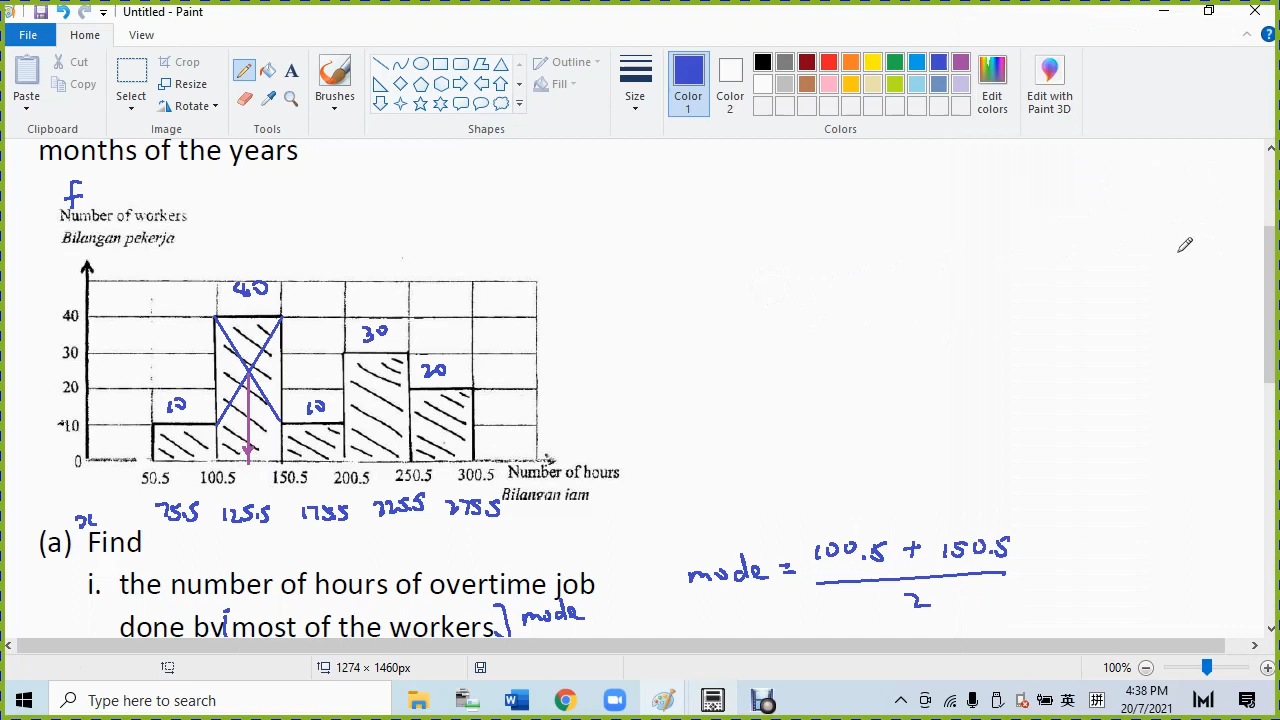 Untitled - Paint
File Home View
Paste Cut Copy Clipboard
Select Crop Resize Rotate Image
Tools
Brushes
Outline Fill Shapes
Size
Color 1 Color 2 Edit colors Colors
Edit with Paint 3D
months of the years
f
Number of workers
Bilangan pekerja
40
40
30
30
20
20
10
10
10
0
50.5 100.5 150.5 200.5 250.5 300.5 Number of hours
Bilangan jam
x 75.5 125.5 175.5 225.5 275.5
(a) Find
i. the number of hours of overtime job
done by most of the workers. mode
mode = 100.5 + 150.5
2
1274 × 1460px 100%
Type here to search
英 拼 4:38 PM
20/7/2021